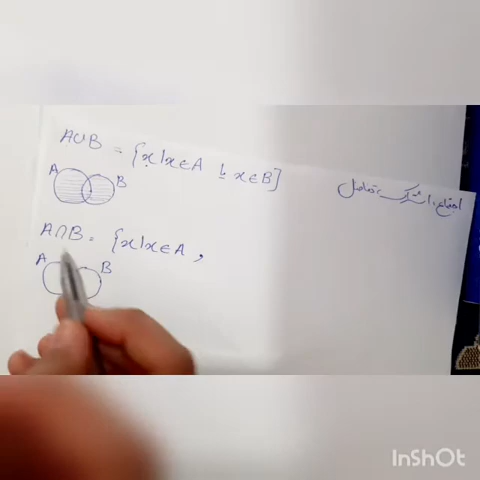 اجتماع، اشتراک، تفاضل
A∪B = {x|x∈A یا x∈B}
A B
A∩B = {x|x∈A و
A B
InShOt